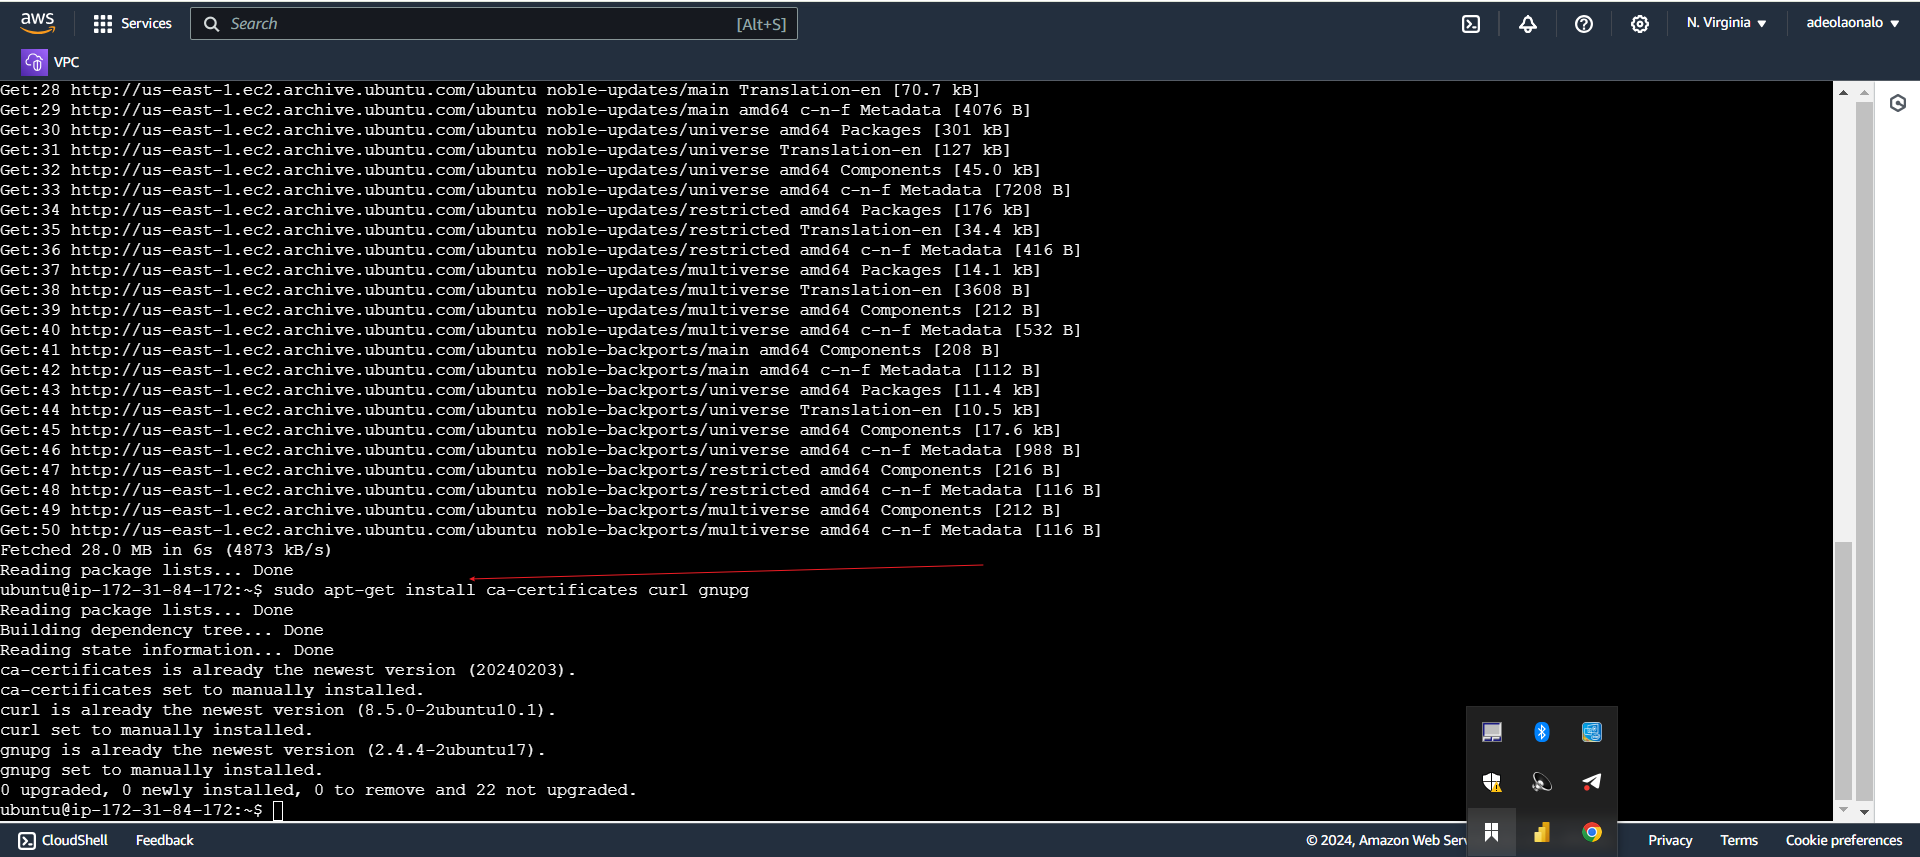 aws
Services
Search
[Alt+S]
N. Virginia
adeolaonalo
VPC
Get:28 http://us-east-1.ec2.archive.ubuntu.com/ubuntu noble-updates/main Translation-en [70.7 kB]
Get:29 http://us-east-1.ec2.archive.ubuntu.com/ubuntu noble-updates/main amd64 c-n-f Metadata [4076 B]
Get:30 http://us-east-1.ec2.archive.ubuntu.com/ubuntu noble-updates/universe amd64 Packages [301 kB]
Get:31 http://us-east-1.ec2.archive.ubuntu.com/ubuntu noble-updates/universe Translation-en [127 kB]
Get:32 http://us-east-1.ec2.archive.ubuntu.com/ubuntu noble-updates/universe amd64 Components [45.0 kB]
Get:33 http://us-east-1.ec2.archive.ubuntu.com/ubuntu noble-updates/universe amd64 c-n-f Metadata [7208 B]
Get:34 http://us-east-1.ec2.archive.ubuntu.com/ubuntu noble-updates/restricted amd64 Packages [176 kB]
Get:35 http://us-east-1.ec2.archive.ubuntu.com/ubuntu noble-updates/restricted Translation-en [34.4 kB]
Get:36 http://us-east-1.ec2.archive.ubuntu.com/ubuntu noble-updates/restricted amd64 c-n-f Metadata [416 B]
Get:37 http://us-east-1.ec2.archive.ubuntu.com/ubuntu noble-updates/multiverse amd64 Packages [14.1 kB]
Get:38 http://us-east-1.ec2.archive.ubuntu.com/ubuntu noble-updates/multiverse Translation-en [3608 B]
Get:39 http://us-east-1.ec2.archive.ubuntu.com/ubuntu noble-updates/multiverse amd64 Components [212 B]
Get:40 http://us-east-1.ec2.archive.ubuntu.com/ubuntu noble-updates/multiverse amd64 c-n-f Metadata [532 B]
Get:41 http://us-east-1.ec2.archive.ubuntu.com/ubuntu noble-backports/main amd64 Components [208 B]
Get:42 http://us-east-1.ec2.archive.ubuntu.com/ubuntu noble-backports/main amd64 c-n-f Metadata [112 B]
Get:43 http://us-east-1.ec2.archive.ubuntu.com/ubuntu noble-backports/universe amd64 Packages [11.4 kB]
Get:44 http://us-east-1.ec2.archive.ubuntu.com/ubuntu noble-backports/universe Translation-en [10.5 kB]
Get:45 http://us-east-1.ec2.archive.ubuntu.com/ubuntu noble-backports/universe amd64 Components [17.6 kB]
Get:46 http://us-east-1.ec2.archive.ubuntu.com/ubuntu noble-backports/universe amd64 c-n-f Metadata [988 B]
Get:47 http://us-east-1.ec2.archive.ubuntu.com/ubuntu noble-backports/restricted amd64 Components [216 B]
Get:48 http://us-east-1.ec2.archive.ubuntu.com/ubuntu noble-backports/restricted amd64 c-n-f Metadata [116 B]
Get:49 http://us-east-1.ec2.archive.ubuntu.com/ubuntu noble-backports/multiverse amd64 Components [212 B]
Get:50 http://us-east-1.ec2.archive.ubuntu.com/ubuntu noble-backports/multiverse amd64 c-n-f Metadata [116 B]
Fetched 28.0 MB in 6s (4873 kB/s)
Reading package lists... Done
ubuntu@ip-172-31-84-172:~$ sudo apt-get install ca-certificates curl gnupg
Reading package lists... Done
Building dependency tree... Done
Reading state information... Done
ca-certificates is already the newest version (20240203).
ca-certificates set to manually installed.
curl is already the newest version (8.5.0-2ubuntu10.1).
curl set to manually installed.
gnupg is already the newest version (2.4.4-2ubuntu17).
gnupg set to manually installed.
0 upgraded, 0 newly installed, 0 to remove and 22 not upgraded.
ubuntu@ip-172-31-84-172:~$
CloudShell
Feedback
© 2024, Amazon Web Serv
Privacy
Terms
Cookie preferences